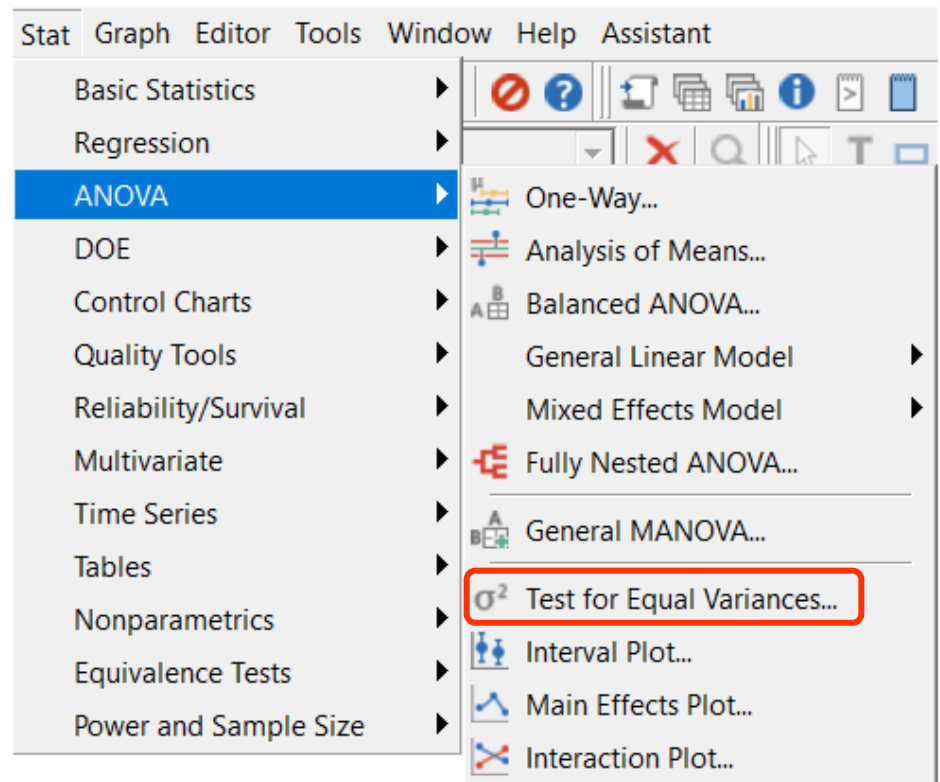 Stat Graph Editor Tools Window Help Assistant
Basic Statistics
Regression
ANOVA
DOE
Control Charts
Quality Tools
Reliability/Survival
Multivariate
Time Series
Tables
Nonparametrics
Equivalence Tests
Power and Sample Size
T
μ One-Way...
Analysis of Means...
A B Balanced ANOVA...
General Linear Model
Mixed Effects Model
Fully Nested ANOVA...
B A General MANOVA...
σ² Test for Equal Variances...
Interval Plot...
Main Effects Plot...
Interaction Plot...